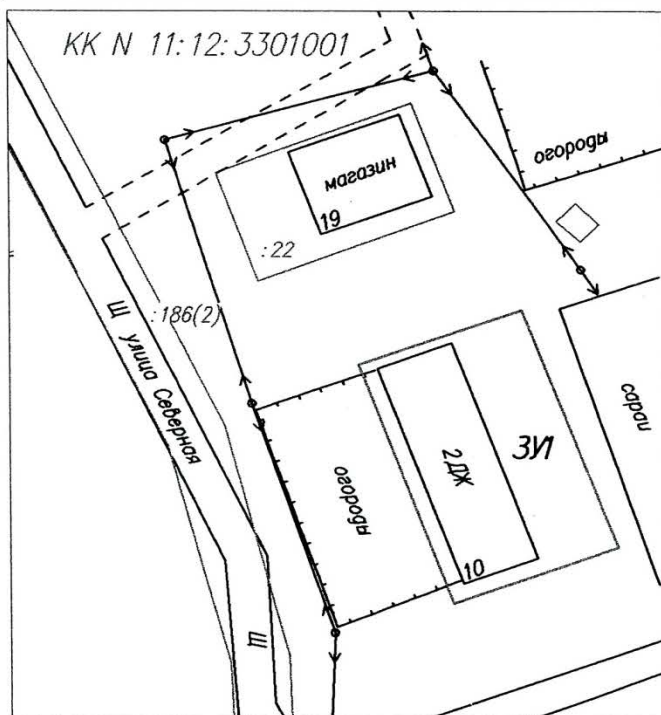 КК N 11:12:3301001
огороды
магазин
19
:22
:186(2)
Щ улица Северная
сараи
ЗУ1
2ДЖ
огороды
10
Щ